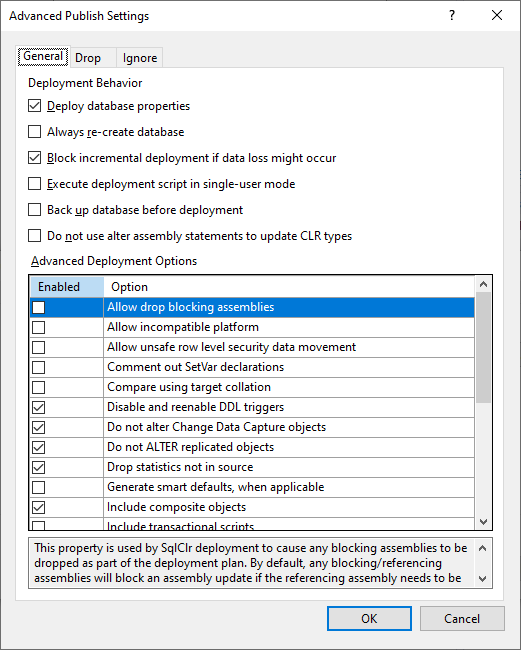 Advanced Publish Settings
?
General Drop Ignore
Deployment Behavior
Deploy database properties
Always re-create database
Block incremental deployment if data loss might occur
Execute deployment script in single-user mode
Back up database before deployment
Do not use alter assembly statements to update CLR types
Advanced Deployment Options
Enabled Option
Allow drop blocking assemblies
Allow incompatible platform
Allow unsafe row level security data movement
Comment out SetVar declarations
Compare using target collation
Disable and reenable DDL triggers
Do not alter Change Data Capture objects
Do not ALTER replicated objects
Drop statistics not in source
Generate smart defaults, when applicable
Include composite objects
Include transactional scripts
This property is used by SqlClr deployment to cause any blocking assemblies to be
dropped as part of the deployment plan. By default, any blocking/referencing
assemblies will block an assembly update if the referencing assembly needs to be
OK Cancel